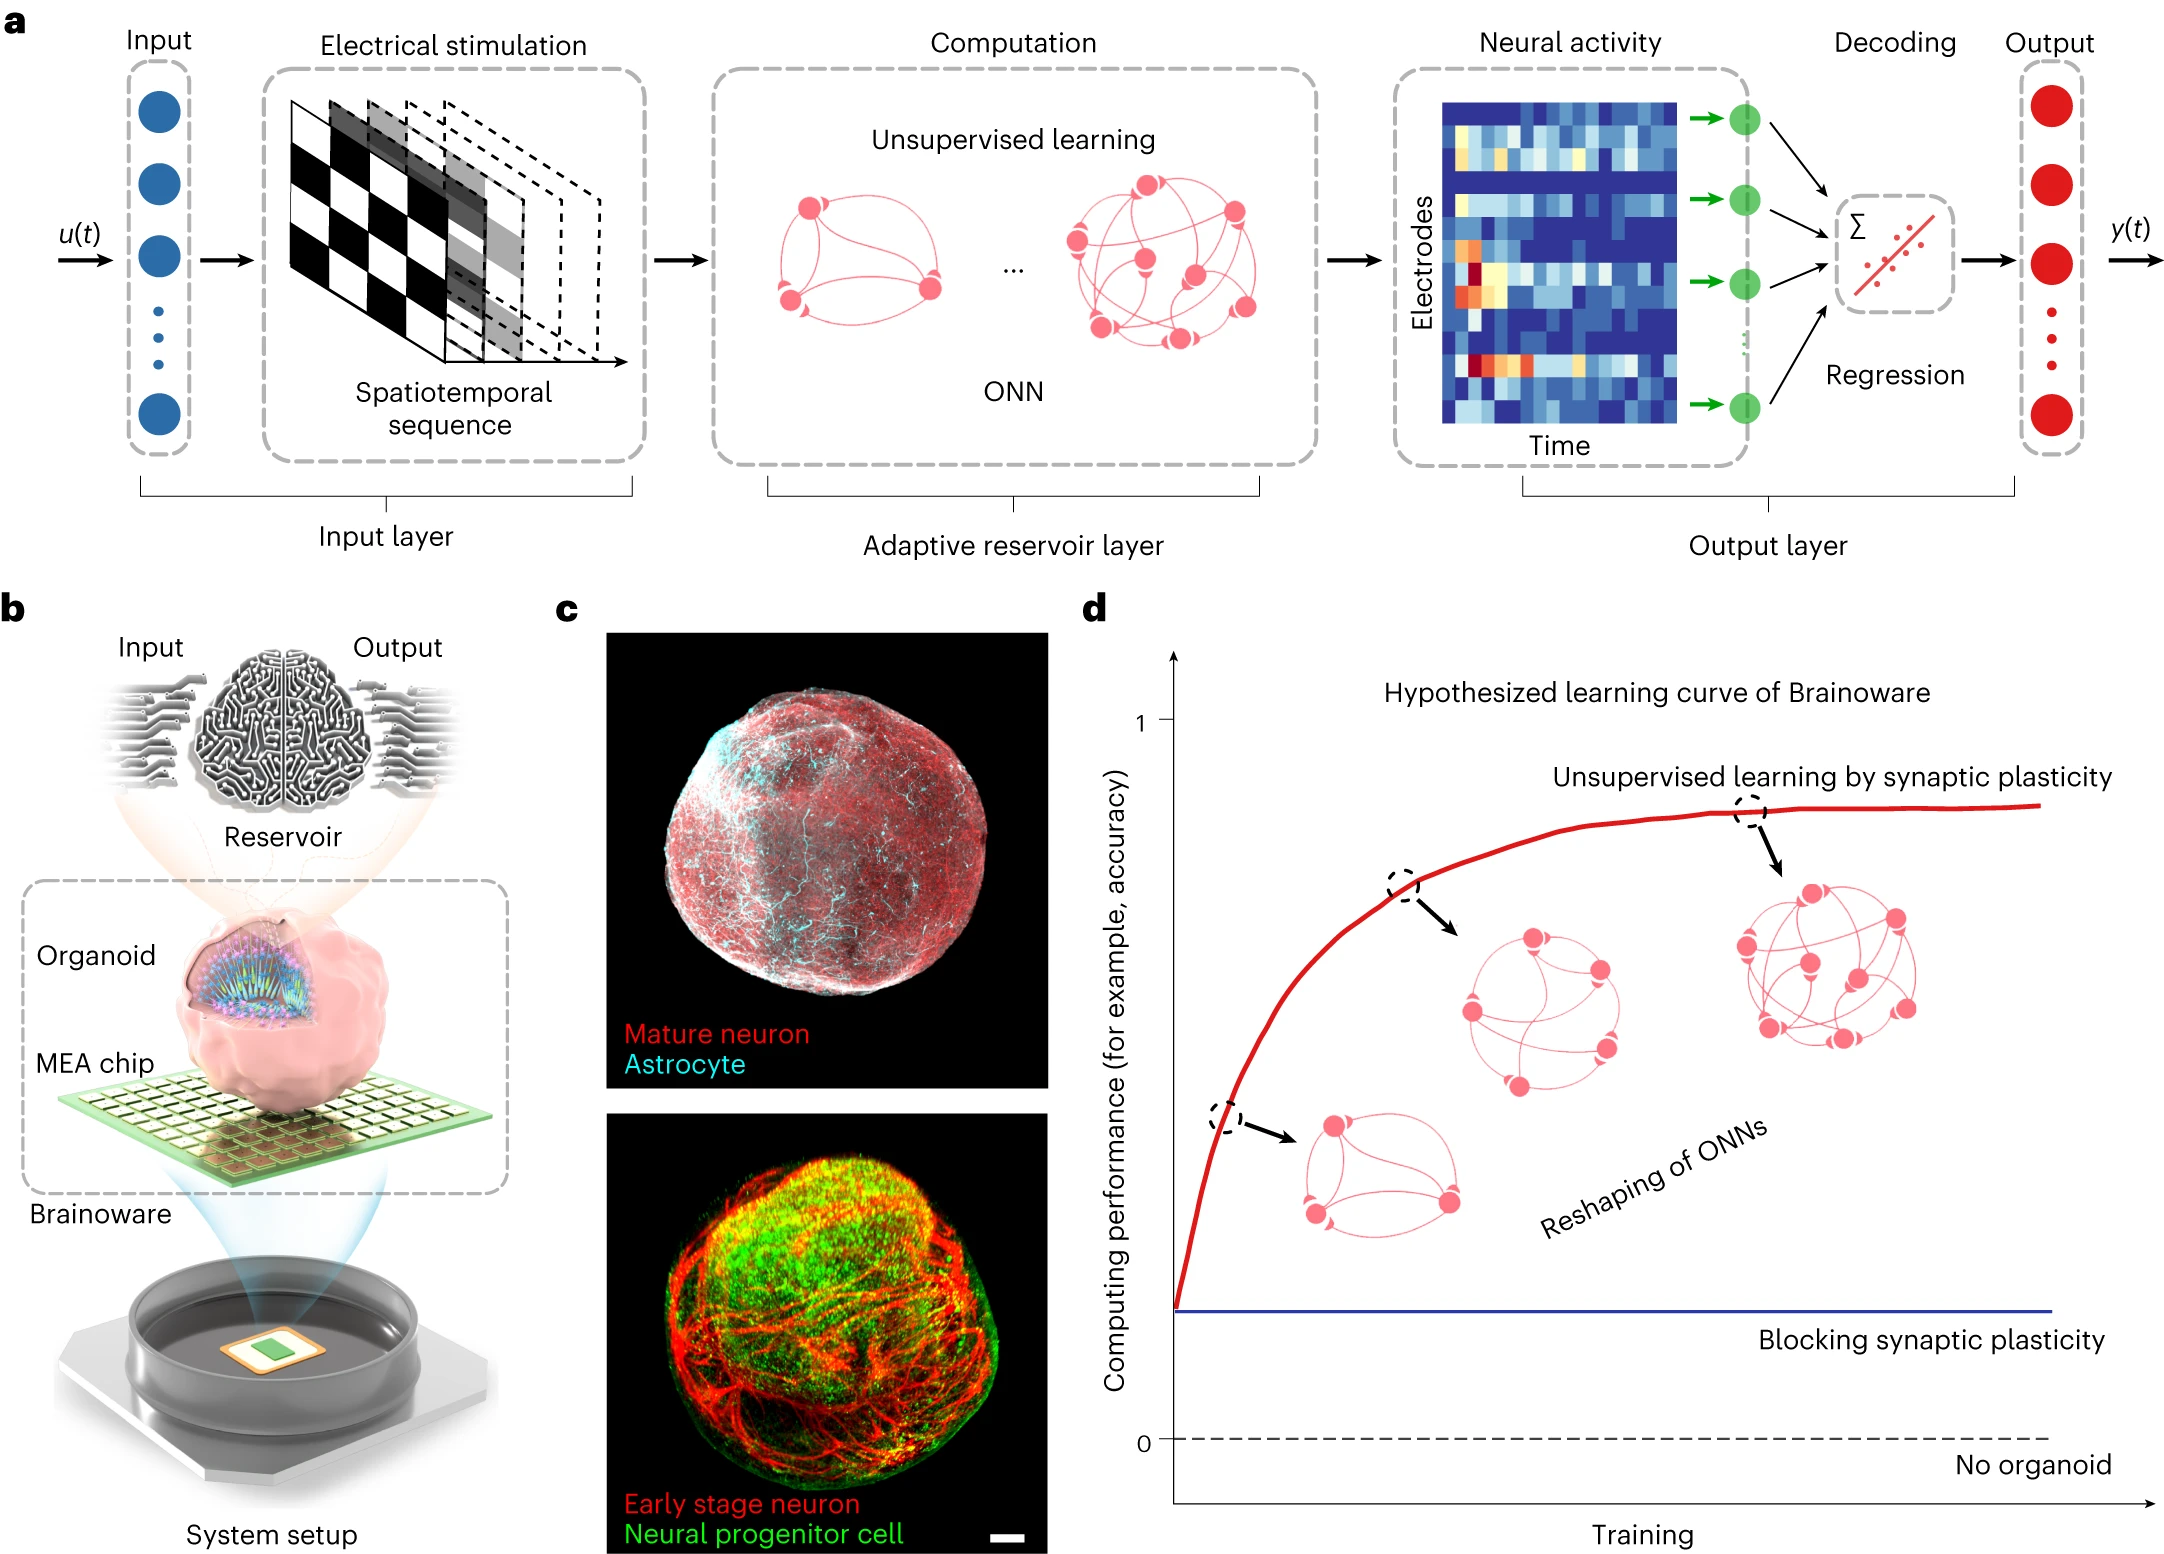 a
Input
Electrical stimulation
Computation
Neural activity
Decoding
Output
u(t)
Spatiotemporal
sequence
Unsupervised learning
...
ONN
Electrodes
Time
Σ
Regression
y(t)
Input layer
Adaptive reservoir layer
Output layer
b
Input
Output
Reservoir
Organoid
MEA chip
Brainoware
System setup
c
Mature neuron
Astrocyte
Early stage neuron
Neural progenitor cell
d
Computing performance (for example, accuracy)
1
0
Hypothesized learning curve of Brainoware
Unsupervised learning by synaptic plasticity
Reshaping of ONNs
Blocking synaptic plasticity
No organoid
Training